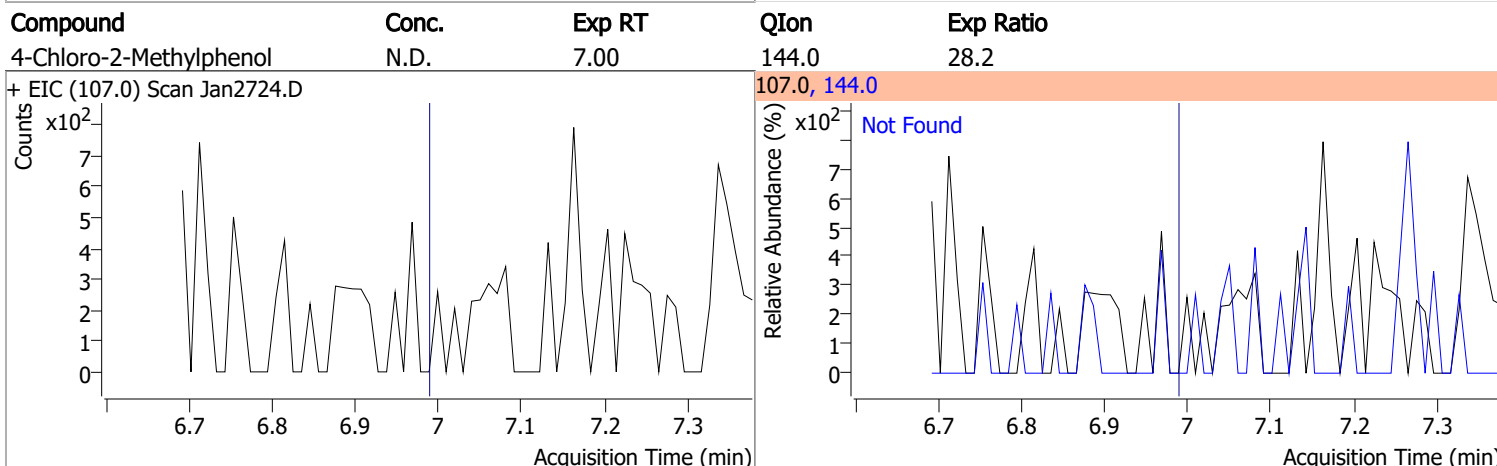 Compound Conc. Exp RT QIon Exp Ratio
4-Chloro-2-Methylphenol N.D. 7.00 144.0 28.2
+ EIC (107.0) Scan Jan2724.D
Counts
x10²
7
6
5
4
3
2
1
0
6.7 6.8 6.9 7 7.1 7.2 7.3
Acquisition Time (min)
107.0, 144.0
Relative Abundance (%)
x10²
Not Found
7
6
5
4
3
2
1
0
6.7 6.8 6.9 7 7.1 7.2 7.3
Acquisition Time (min)